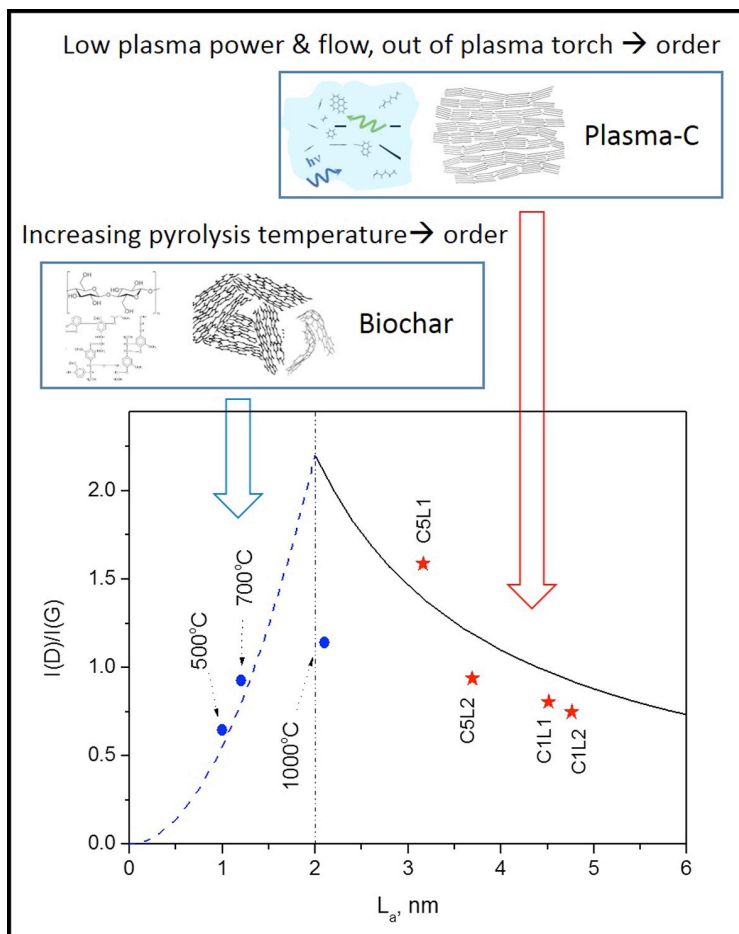 Low plasma power & flow, out of plasma torch → order
hν
Plasma-C
Increasing pyrolysis temperature→ order
Biochar
I(D)/I(G)
2.0
1.5
1.0
0.5
0.0
500°C
700°C
1000°C
C5L1
C5L2
C1L1
C1L2
0 1 2 3 4 5 6
La, nm